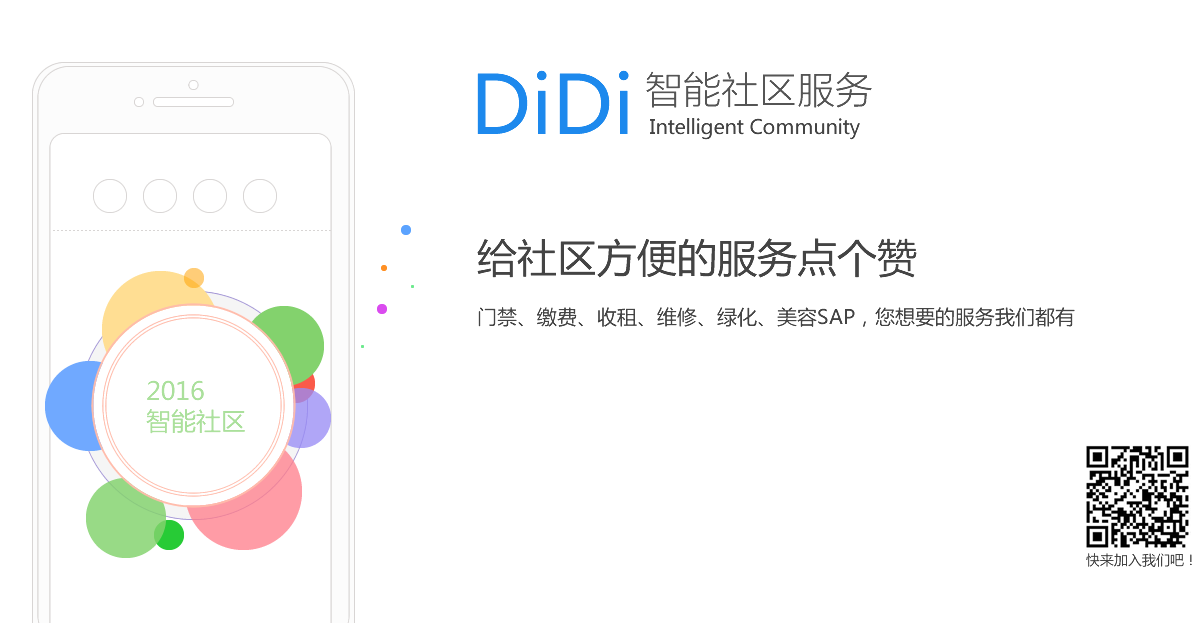 DiDi 智能社区服务
Intelligent Community
给社区方便的服务点个赞
门禁、缴费、收租、维修、绿化、美容SAP，您想要的服务我们都有
2016
智能社区
快来加入我们吧！